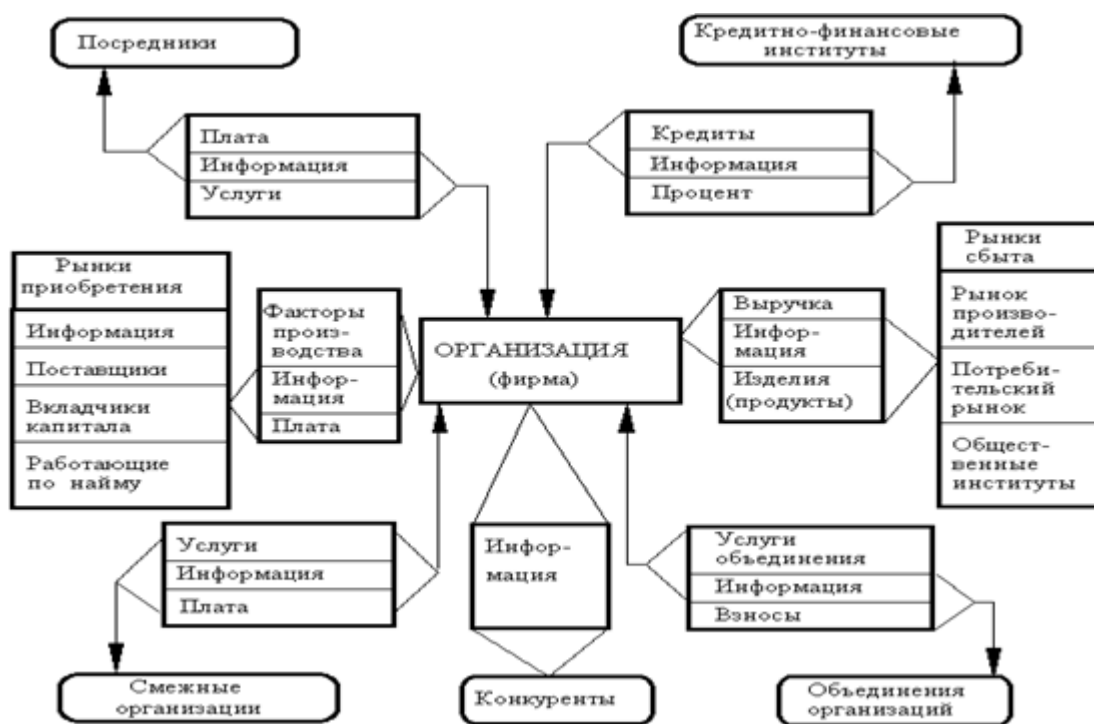 Посредники
Кредитно-финансовые
институты
Плата
Информация
Услуги
Кредиты
Информация
Процент
Рынки
приобретения
Информация
Поставщики
Вкладчики
капитала
Работающие
по найму
Факторы
произ-
водства
Инфор-
мация
Плата
ОРГАНИЗАЦИЯ
(фирма)
Выручка
Инфор-
мация
Изделия
(продукты)
Рынки
сбыта
Рынок
произво-
дителей
Потреби-
тельский
рынок
Общест-
венные
институты
Услуги
Информация
Плата
Инфор-
мация
Услуги
объединения
Информация
Взносы
Смежные
организации
Конкуренты
Объединения
организаций